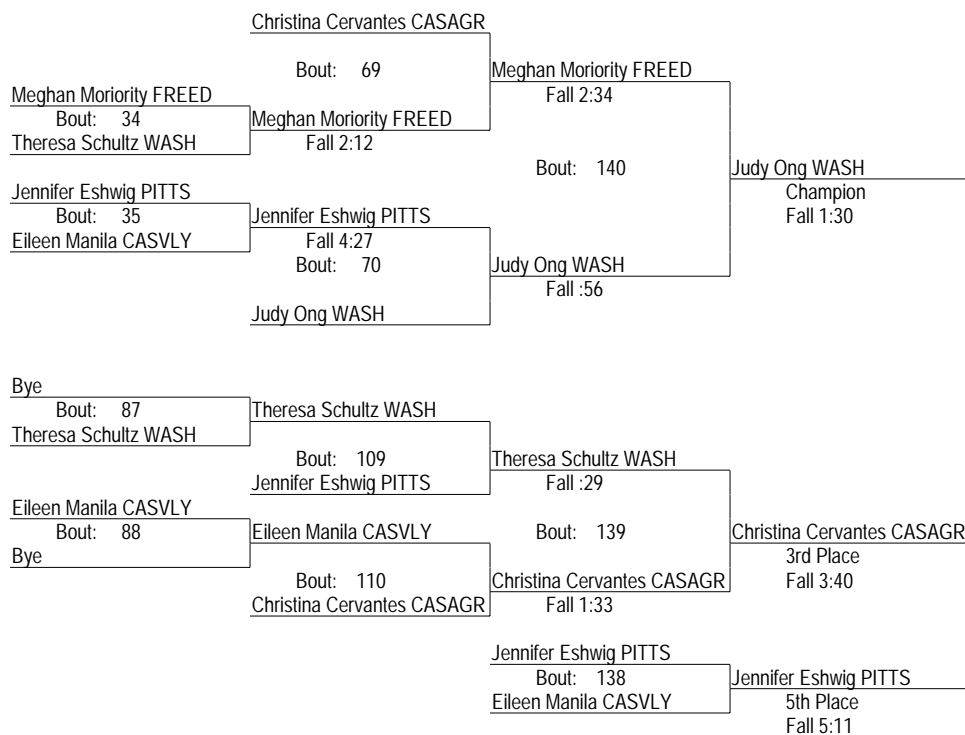 Christina Cervantes CASAGR
Bout: 69
Meghan Moriority FREED
Fall 2:34
Meghan Moriority FREED
Bout: 34
Theresa Schultz WASH
Meghan Moriority FREED
Fall 2:12
Bout: 140
Judy Ong WASH
Champion
Fall 1:30
Jennifer Eshwig PITTS
Bout: 35
Eileen Manila CASVLY
Jennifer Eshwig PITTS
Fall 4:27
Bout: 70
Judy Ong WASH
Fall :56
Judy Ong WASH
Bye
Bout: 87
Theresa Schultz WASH
Theresa Schultz WASH
Bout: 109
Jennifer Eshwig PITTS
Theresa Schultz WASH
Fall :29
Eileen Manila CASVLY
Bout: 88
Bye
Eileen Manila CASVLY
Bout: 110
Christina Cervantes CASAGR
Bout: 139
Christina Cervantes CASAGR
Fall 1:33
Christina Cervantes CASAGR
3rd Place
Fall 3:40
Jennifer Eshwig PITTS
Bout: 138
Eileen Manila CASVLY
Jennifer Eshwig PITTS
5th Place
Fall 5:11